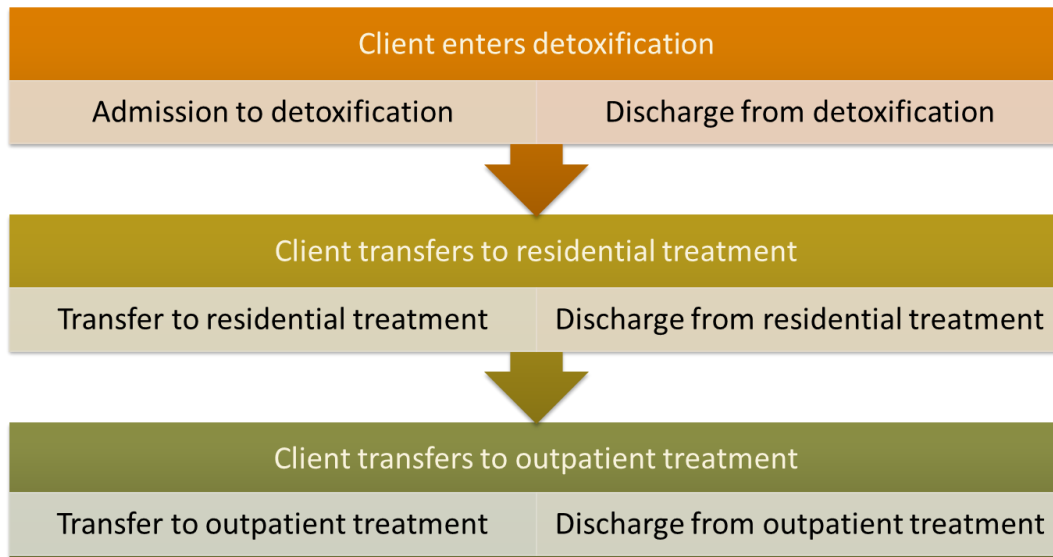 Client enters detoxification
Admission to detoxification
Discharge from detoxification
Client transfers to residential treatment
Transfer to residential treatment
Discharge from residential treatment
Client transfers to outpatient treatment
Transfer to outpatient treatment
Discharge from outpatient treatment